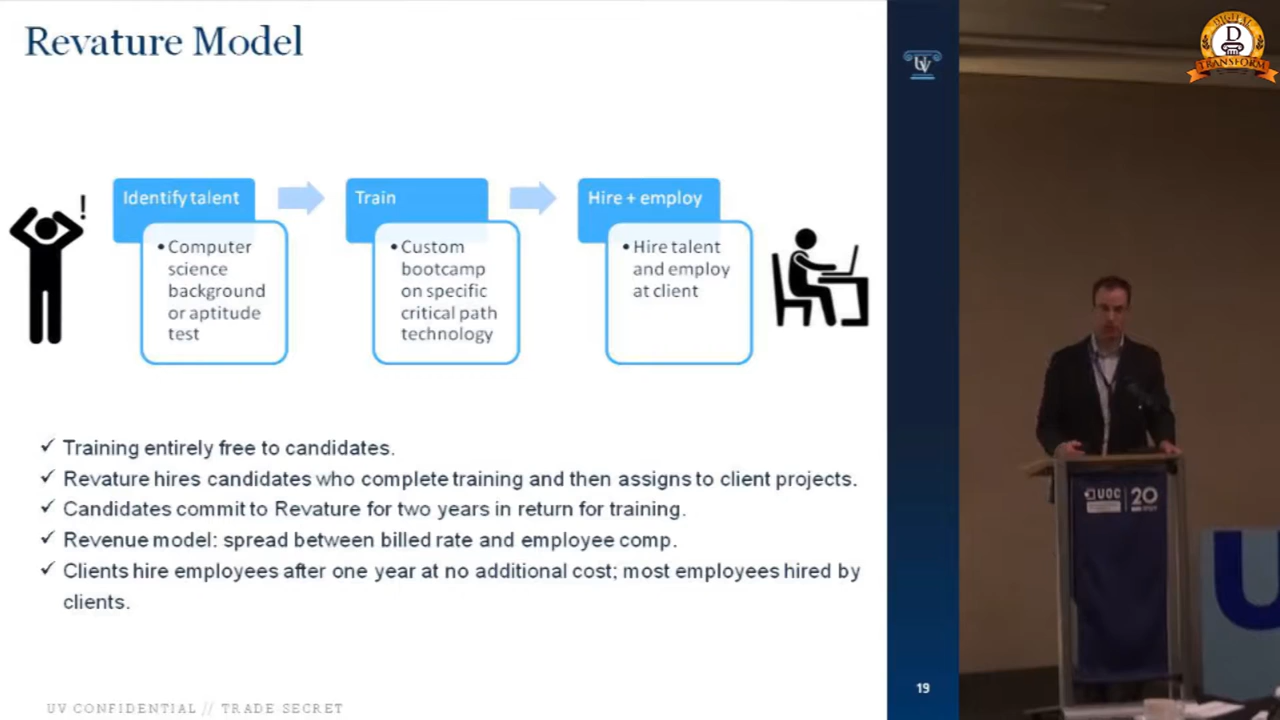 Revature Model
DIGITAL
D
TRANSFORM
UV
Identify talent
Train
Hire + employ
!
• Computer
science
background
or aptitude
test
• Custom
bootcamp
on specific
critical path
technology
• Hire talent
and employ
at client
✓ Training entirely free to candidates.
✓ Revature hires candidates who complete training and then assigns to client projects.
✓ Candidates commit to Revature for two years in return for training.
✓ Revenue model: spread between billed rate and employee comp.
✓ Clients hire employees after one year at no additional cost; most employees hired by
clients.
UOC
20
U
19
UV CONFIDENTIAL // TRADE SECRET